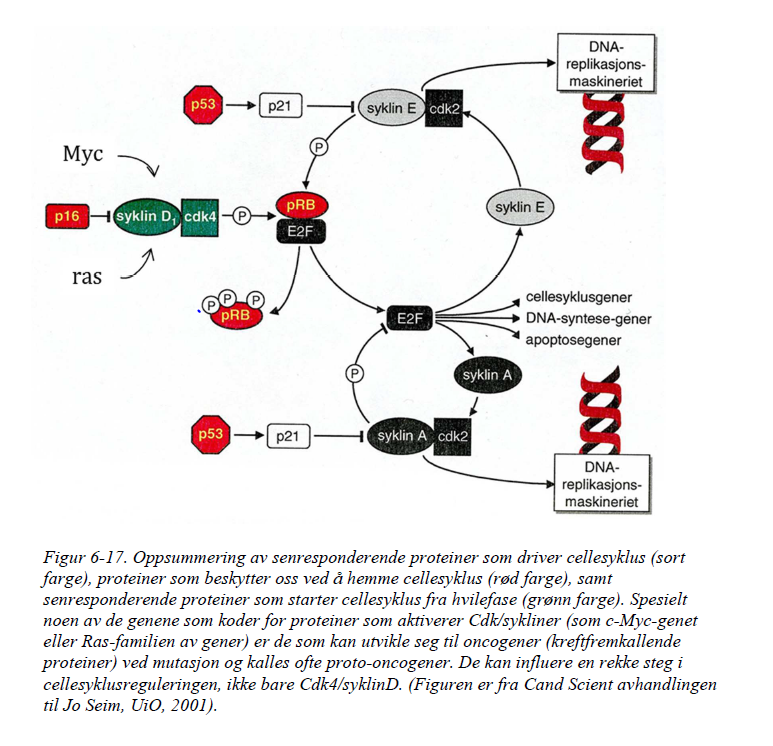 DNA-
replikasjons-
maskineriet
p53
p21
syklin E
cdk2
P
Myc
pRB
E2F
p16
syklin D1
cdk4
P
syklin E
ras
P
P
P
pRB
E2F
cellesyklusgener
DNA-syntese-gener
apoptosegener
P
syklin A
p53
p21
syklin A
cdk2
DNA-
replikasjons-
maskineriet
Figur 6-17. Oppsummering av senresponderende proteiner som driver cellesyklus (sort
farge), proteiner som beskytter oss ved å hemme cellesyklus (rød farge), samt
senresponderende proteiner som starter cellesyklus fra hvilefase (grønn farge). Spesielt
noen av de genene som koder for proteiner som aktiverer Cdk/sykliner (som c-Myc-genet
eller Ras-familien av gener) er de som kan utvikle seg til oncogener (kreftfremkallende
proteiner) ved mutasjon og kalles ofte proto-oncogener. De kan influere en rekke steg i
cellesyklusreguleringen, ikke bare Cdk4/syklinD. (Figuren er fra Cand Scient avhandlingen
til Jo Seim, UiO, 2001).